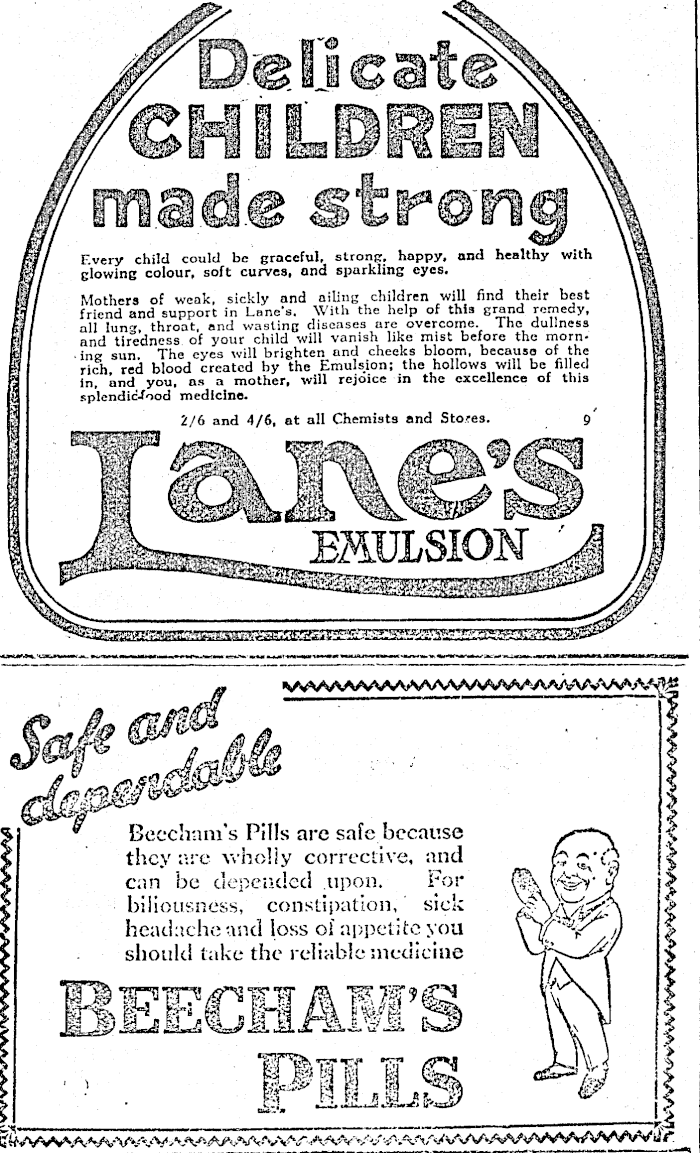 Delicate
CHILDREN
made strong
Every child could be graceful, strong, happy, and healthy with
glowing colour, soft curves, and sparkling eyes.
Mothers of weak, sickly and ailing children will find their best
friend and support in Lane's. With the help of this grand remedy,
all lung, throat, and wasting diseases are overcome. The dullness
and tiredness of your child will vanish like mist before the morn-
ing sun. The eyes will brighten and cheeks bloom, because of the
rich, red blood created by the Emulsion; the hollows will be filled
in, and you, as a mother, will rejoice in the excellence of this
splendid food medicine.
2/6 and 4/6, at all Chemists and Stores. 9
Lane's
EMULSION
Safe and
dependable
Beecham's Pills are safe because
they are wholly corrective, and
can be depended upon. For
biliousness, constipation, sick
headache and loss of appetite you
should take the reliable medicine
BEECHAM'S
PILLS